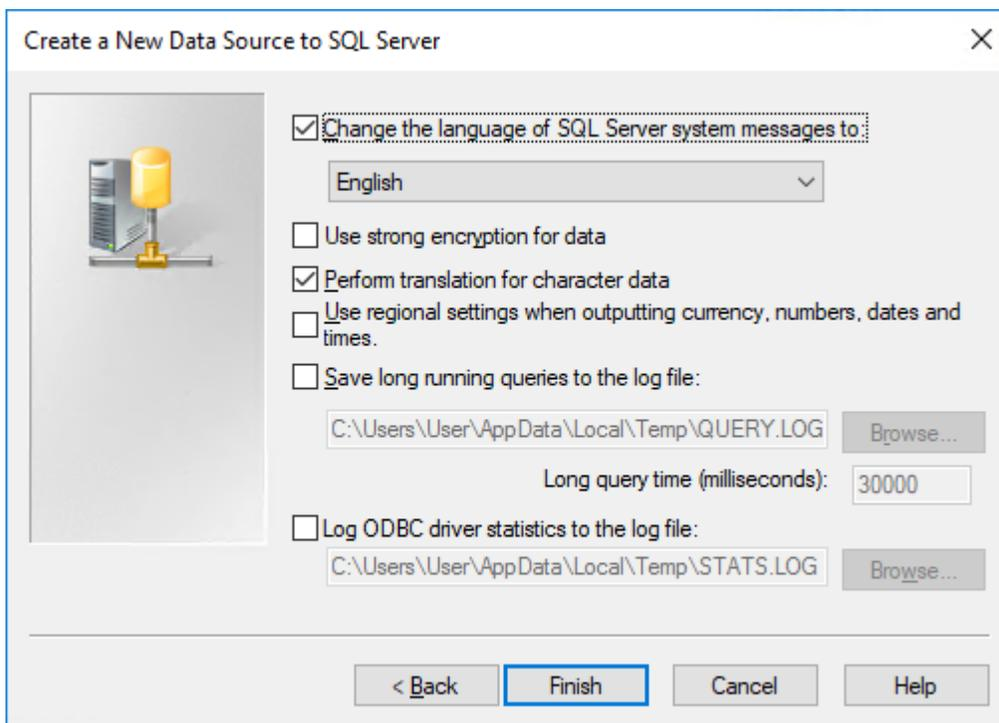 Create a New Data Source to SQL Server
Change the language of SQL Server system messages to:
English
Use strong encryption for data
Perform translation for character data
Use regional settings when outputting currency, numbers, dates and
times.
Save long running queries to the log file:
C:\Users\User\AppData\Local\Temp\QUERY.LOG
Browse...
Long query time (milliseconds):
30000
Log ODBC driver statistics to the log file:
C:\Users\User\AppData\Local\Temp\STATS.LOG
Browse...
< Back
Finish
Cancel
Help